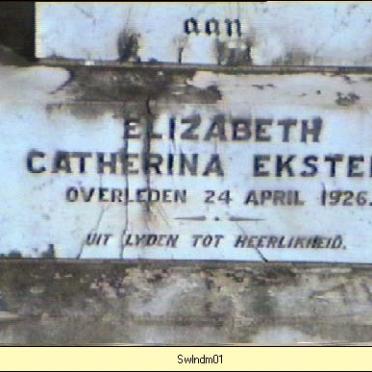 aan
ELIZABETH
CATHERINA EKSTE
OVERLEDEN 24 APRIL 1926.
UIT LYDEN TOT HEERLIKHEID.
Swlndm01